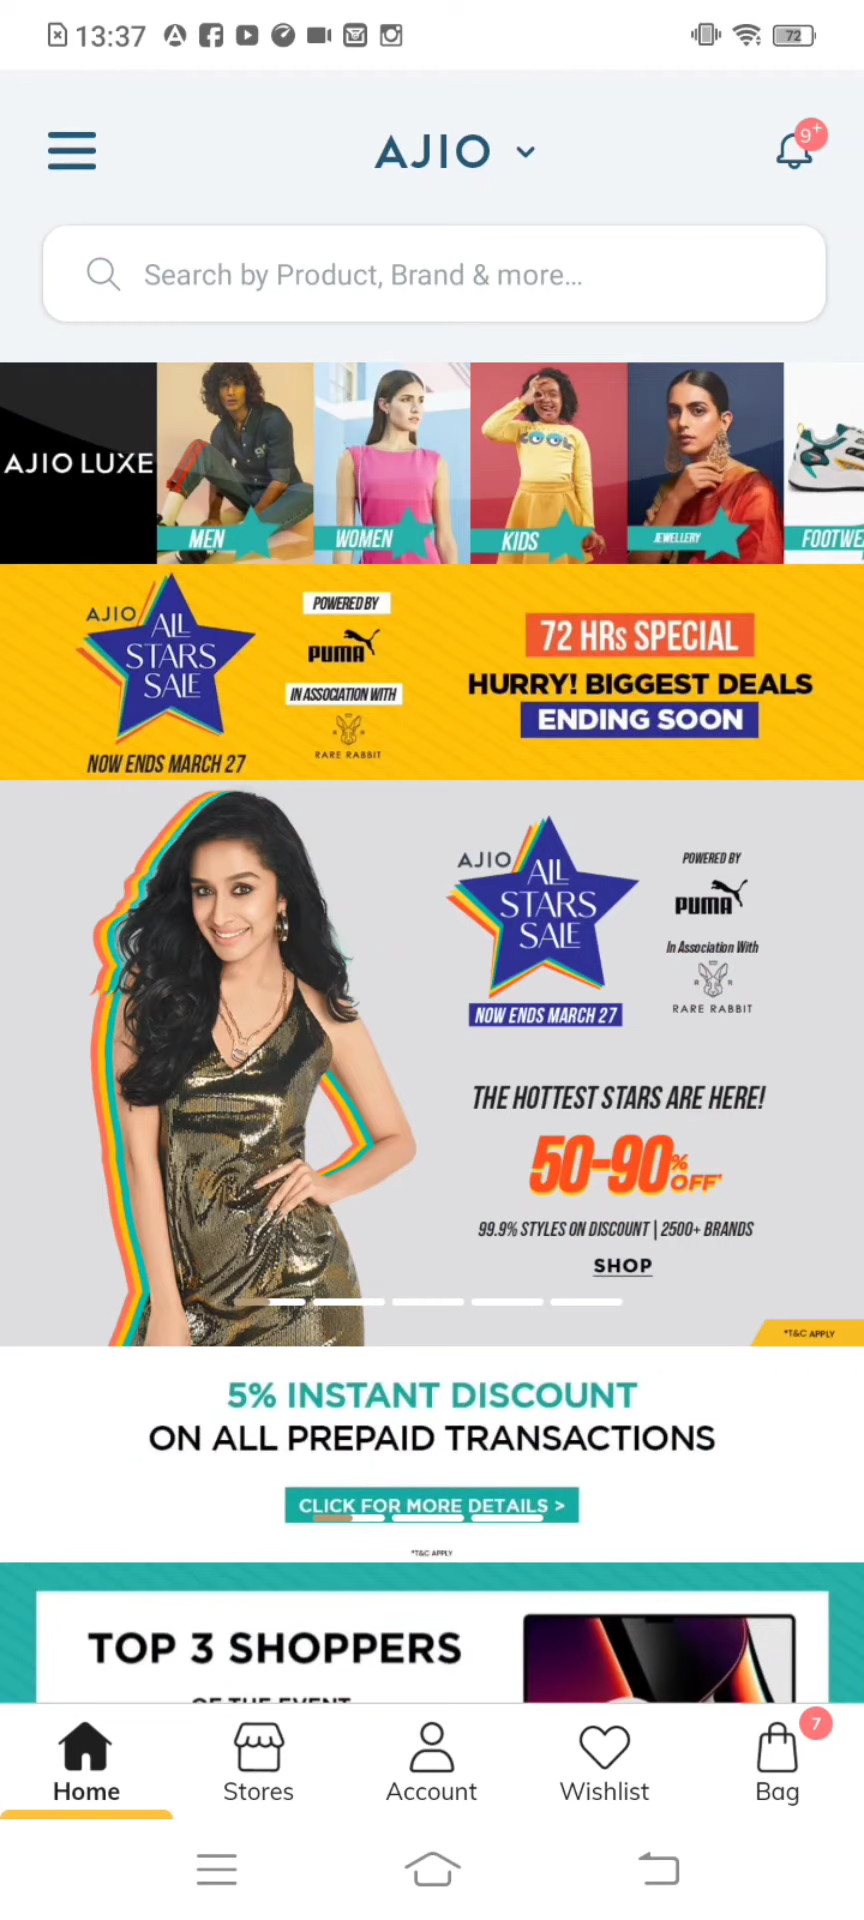 13:37
72
AJIO
9+
Search by Product, Brand & more...
AJIO LUXE
MEN
WOMEN
KIDS
JEWELLERY
FOOTWE
AJIO
ALL
STARS
SALE
NOW ENDS MARCH 27
POWERED BY
PUMA
IN ASSOCIATION WITH
RARE RABBIT
72 HRs SPECIAL
HURRY! BIGGEST DEALS
ENDING SOON
AJIO
ALL
STARS
SALE
NOW ENDS MARCH 27
POWERED BY
PUMA
In Association With
R R
RARE RABBIT
THE HOTTEST STARS ARE HERE!
50-90% OFF*
99.9% STYLES ON DISCOUNT | 2500+ BRANDS
SHOP
*T&C APPLY
5% INSTANT DISCOUNT
ON ALL PREPAID TRANSACTIONS
CLICK FOR MORE DETAILS >
*T&C APPLY
TOP 3 SHOPPERS
OF THE EVENT
7
Home
Stores
Account
Wishlist
Bag